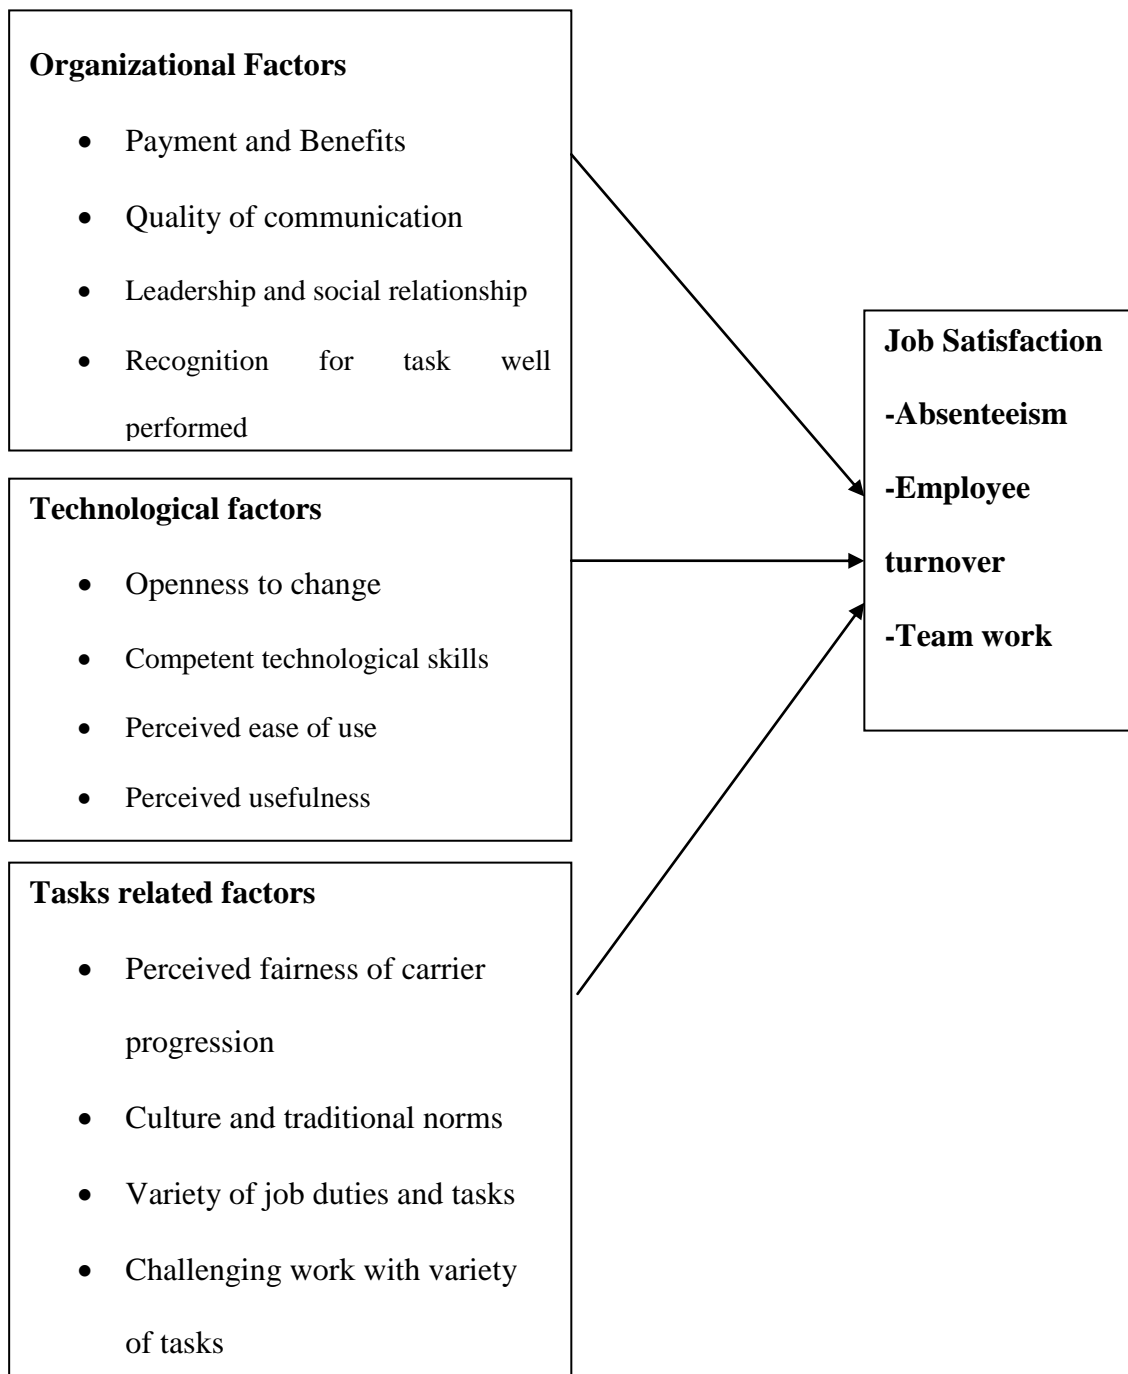 Organizational Factors
• Payment and Benefits
• Quality of communication
• Leadership and social relationship
• Recognition for task well
performed
Technological factors
• Openness to change
• Competent technological skills
• Perceived ease of use
• Perceived usefulness
Tasks related factors
• Perceived fairness of carrier
progression
• Culture and traditional norms
• Variety of job duties and tasks
• Challenging work with variety
of tasks
Job Satisfaction
-Absenteeism
-Employee
turnover
-Team work